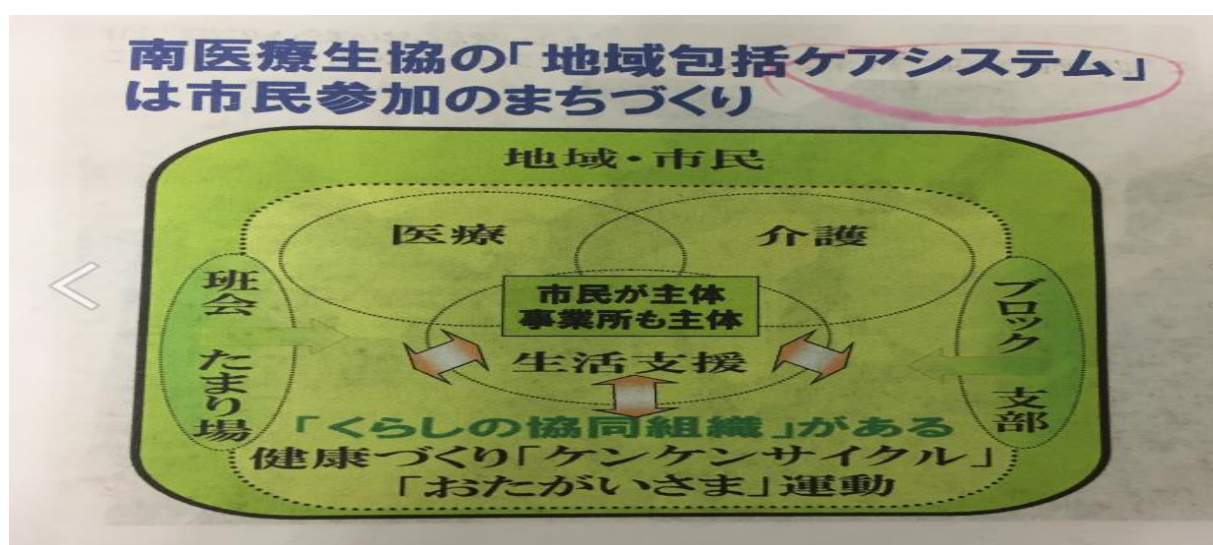 南医療生協の「地域包括ケアシステム」
は市民参加のまちづくり
地域・市民
医療
介護
班会 たまり場
ブロック 支部
市民が主体
事業所も主体
生活支援
「くらしの協同組織」がある
健康づくり「ケンケンサイクル」
「おたがいさま」運動